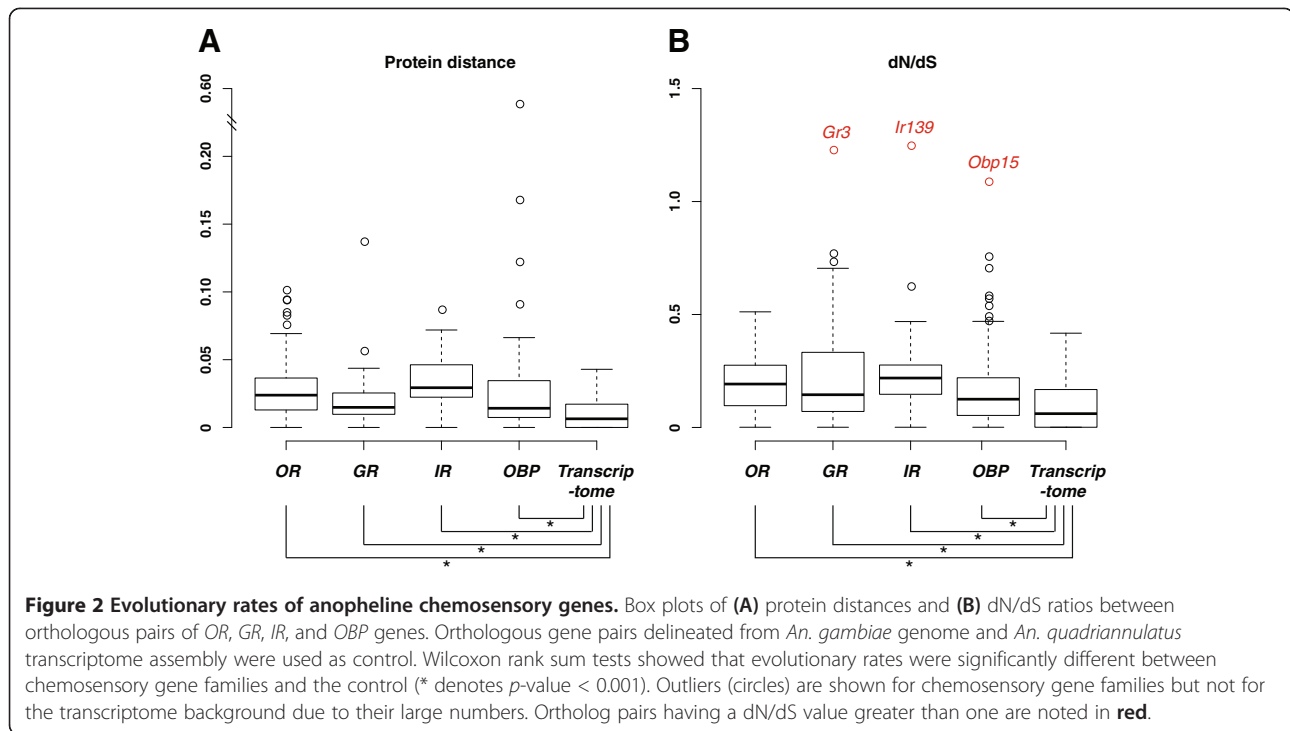 A
B
Protein distance
dN/dS
0.60
0.20
0.15
0.10
0.05
0
1.5
1.0
0.5
0
Gr3
Ir139
Obp15
OR GR IR OBP Transcrip
-tome
OR GR IR OBP Transcrip
-tome
* *
* *
* *
* *
Figure 2 Evolutionary rates of anopheline chemosensory genes. Box plots of (A) protein distances and (B) dN/dS ratios between
orthologous pairs of OR, GR, IR, and OBP genes. Orthologous gene pairs delineated from An. gambiae genome and An. quadriannulatus
transcriptome assembly were used as control. Wilcoxon rank sum tests showed that evolutionary rates were significantly different between
chemosensory gene families and the control (* denotes p-value < 0.001). Outliers (circles) are shown for chemosensory gene families but not for
the transcriptome background due to their large numbers. Ortholog pairs having a dN/dS value greater than one are noted in red.